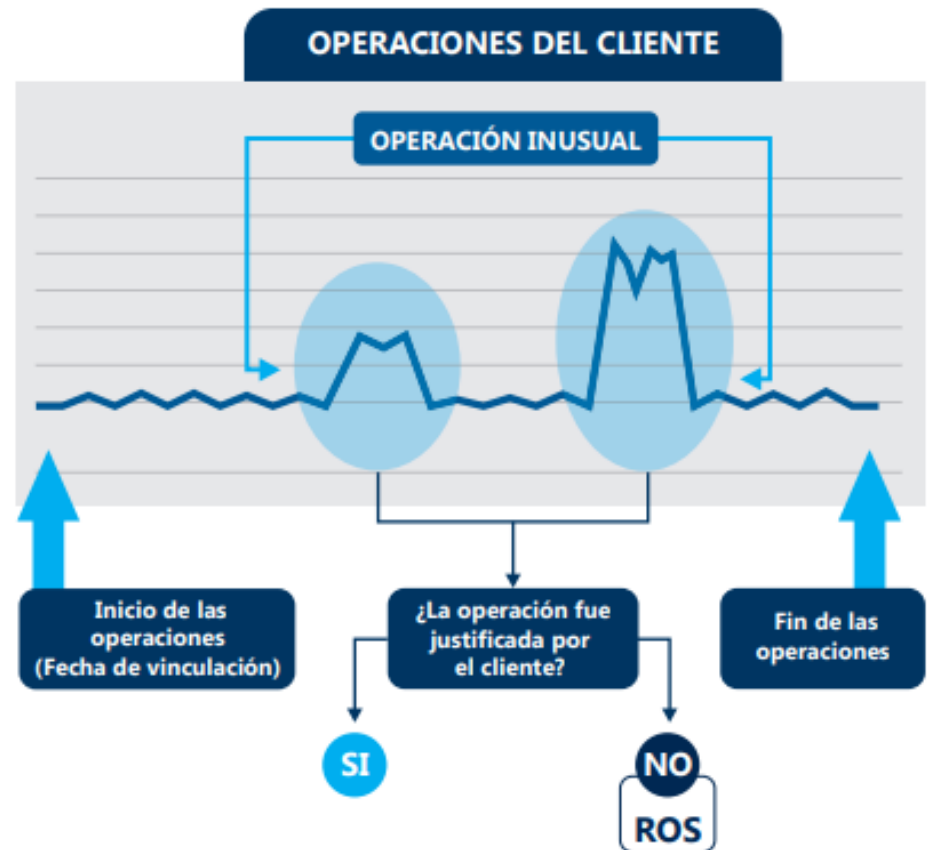 OPERACIONES DEL CLIENTE
OPERACIÓN INUSUAL
Inicio de las
operaciones
(Fecha de vinculación)
¿La operación fue
justificada por
el cliente?
Fin de las
operaciones
SI
NO
ROS